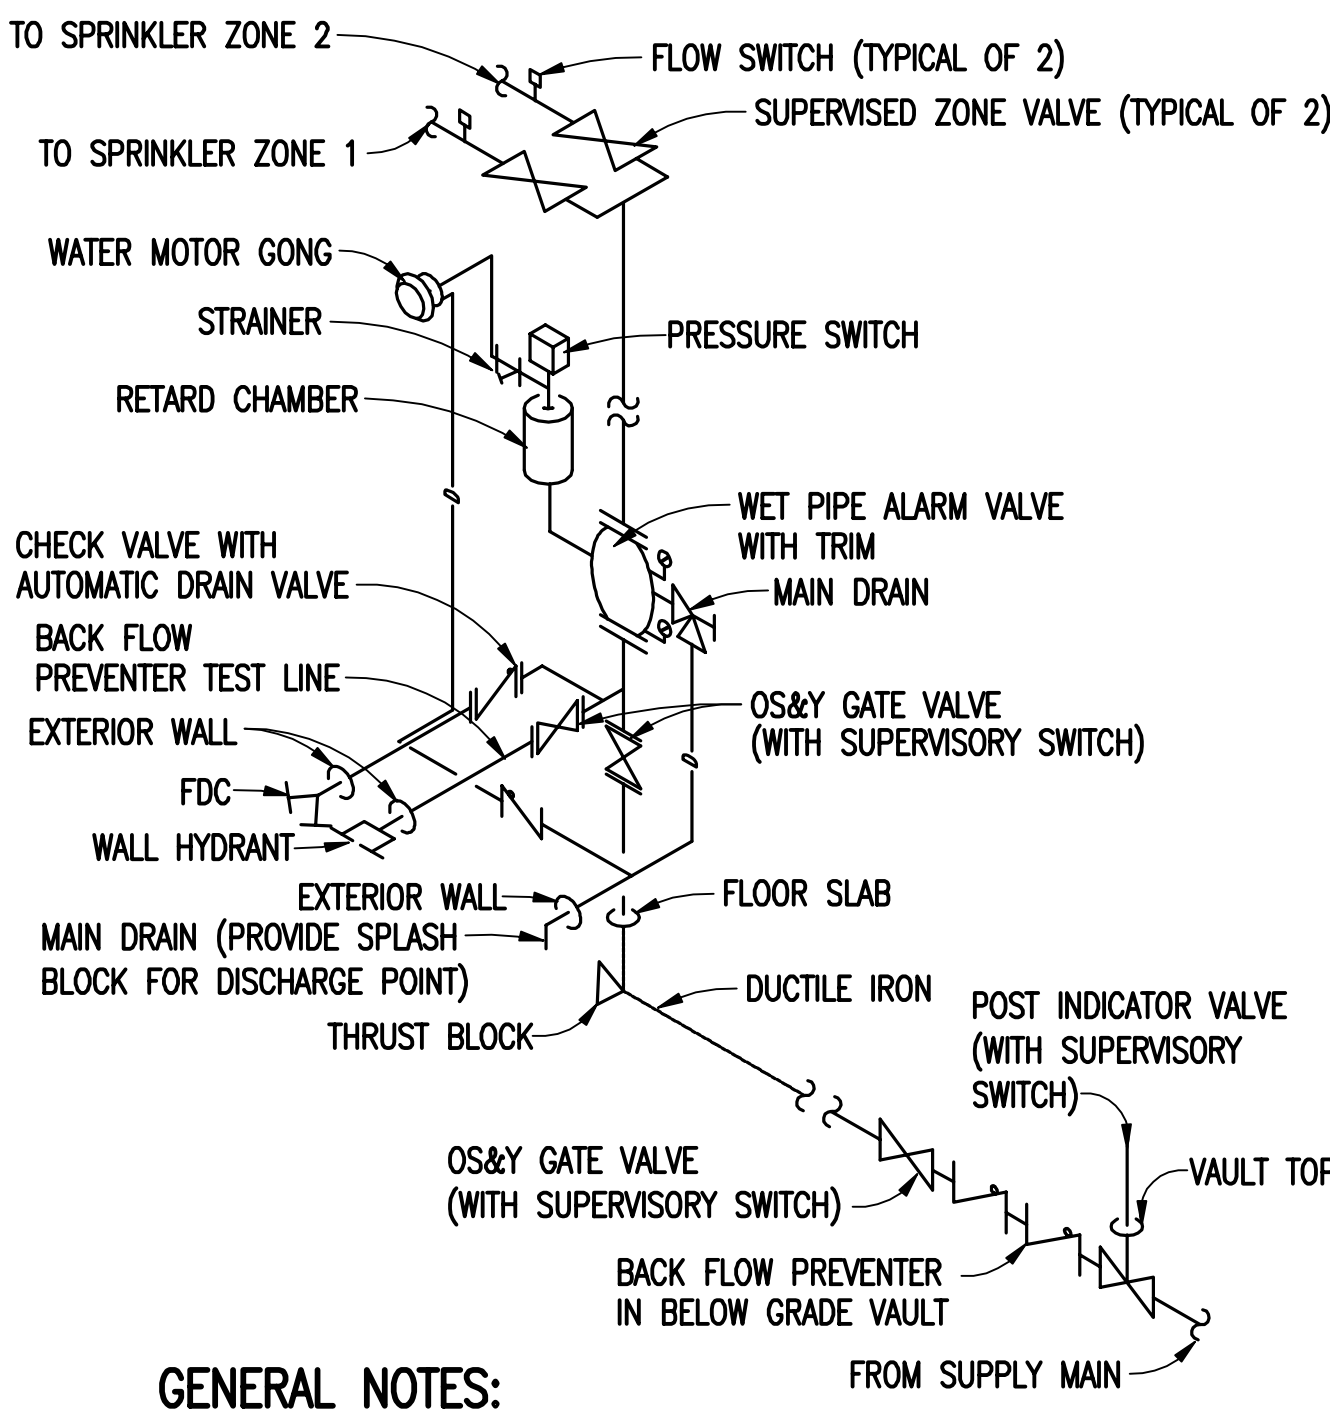 TO SPRINKLER ZONE 2
FLOW SWITCH (TYPICAL OF 2)
SUPERVISED ZONE VALVE (TYPICAL OF 2)
TO SPRINKLER ZONE 1
WATER MOTOR GONG
STRAINER
PRESSURE SWITCH
RETARD CHAMBER
WET PIPE ALARM VALVE
WITH TRIM
CHECK VALVE WITH
AUTOMATIC DRAIN VALVE
MAIN DRAIN
BACK FLOW
PREVENTER TEST LINE
OS&Y GATE VALVE
(WITH SUPERVISORY SWITCH)
EXTERIOR WALL
FDC
WALL HYDRANT
EXTERIOR WALL
FLOOR SLAB
MAIN DRAIN (PROVIDE SPLASH
BLOCK FOR DISCHARGE POINT)
DUCTILE IRON
THRUST BLOCK
POST INDICATOR VALVE
(WITH SUPERVISORY
SWITCH)
OS&Y GATE VALVE
(WITH SUPERVISORY SWITCH)
VAULT TOP
BACK FLOW PREVENTER
IN BELOW GRADE VAULT
FROM SUPPLY MAIN
GENERAL NOTES: